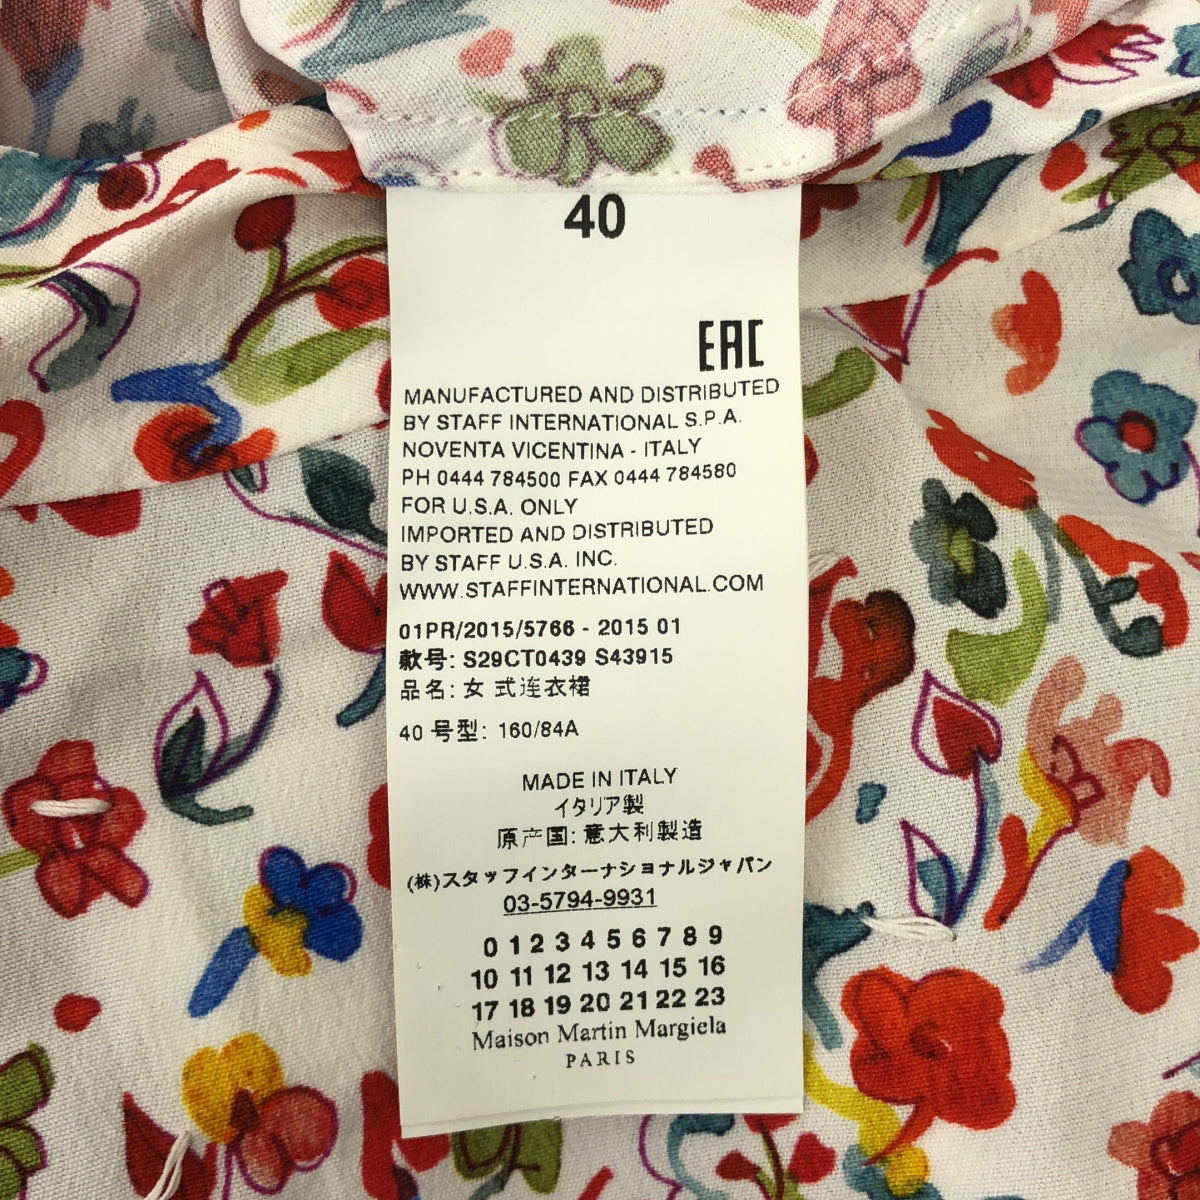 40
EAC
MANUFACTURED AND DISTRIBUTED
BY STAFF INTERNATIONAL S.P.A.
NOVENTA VICENTINA - ITALY
PH 0444 784500 FAX 0444 784580
FOR U.S.A. ONLY
IMPORTED AND DISTRIBUTED
BY STAFF U.S.A. INC.
WWW.STAFFINTERNATIONAL.COM
01PR/2015/5766 - 2015 01
款号: S29CT0439 S43915
品名: 女 式连衣裙
40 号型: 160/84A
MADE IN ITALY
イタリア製
原产国: 意大利製造
(株)スタッフインターナショナルジャパン
03-5794-9931
0 1 2 3 4 5 6 7 8 9
10 11 12 13 14 15 16
17 18 19 20 21 22 23
Maison Martin Margiela
PARIS